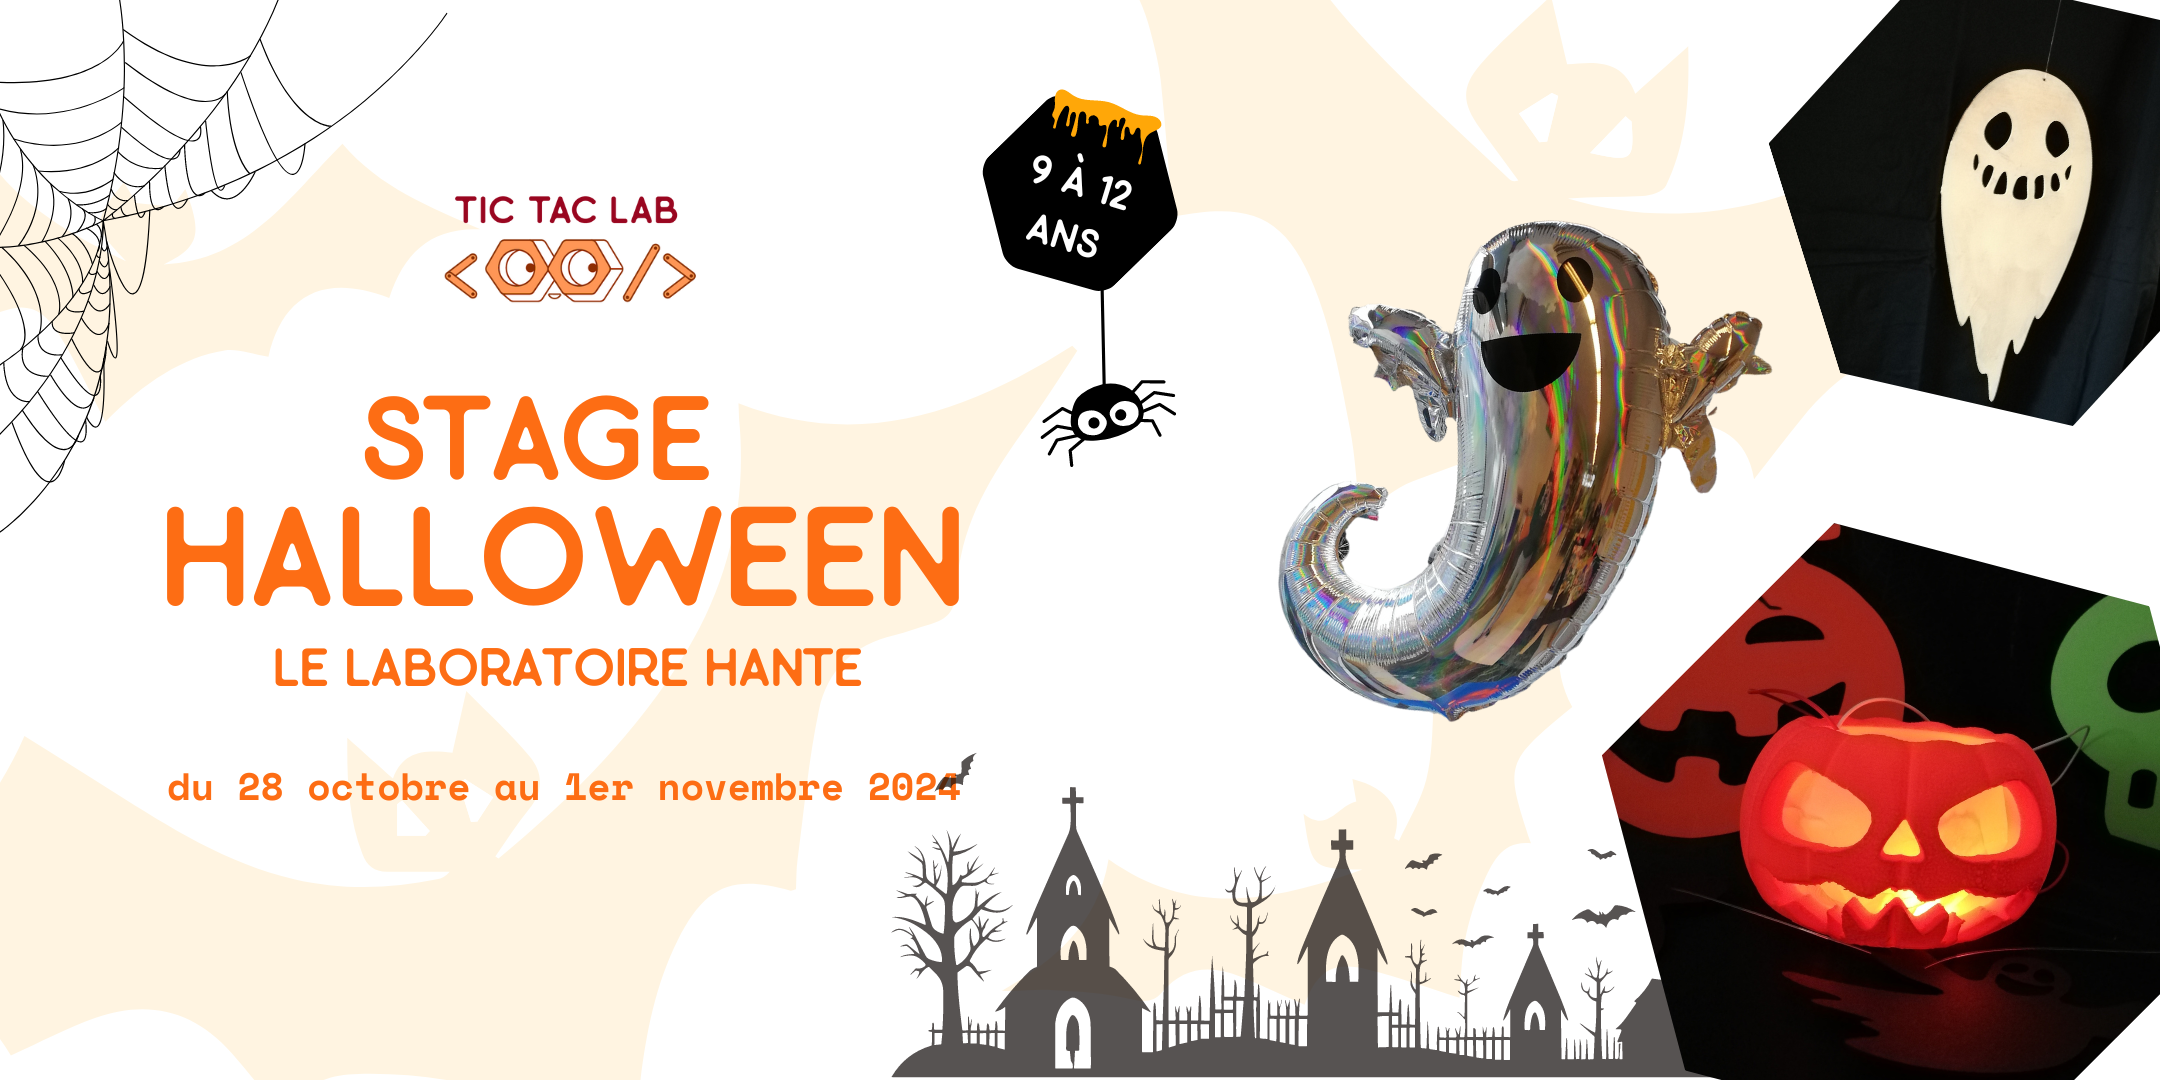 TIC TAC LAB
9 À 12
ANS
STAGE
HALLOWEEN
LE LABORATOIRE HANTE
du 28 octobre au 1er novembre 2024